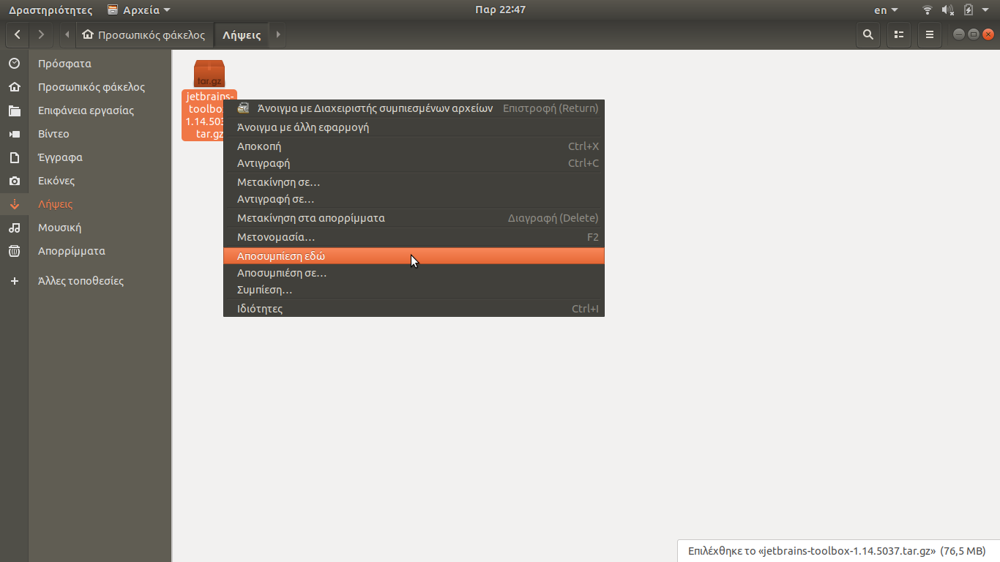 Δραστηριότητες Αρχεία Παρ 22:47 en
Προσωπικός φάκελος Λήψεις
Πρόσφατα
Προσωπικός φάκελος
Επιφάνεια εργασίας
Βίντεο
Έγγραφα
Εικόνες
Λήψεις
Μουσική
Απορρίμματα
Άλλες τοποθεσίες
tar.gz
jetbrains-
toolbo
1.14.503
tar.gz
Άνοιγμα με Διαχειριστής συμπιεσμένων αρχείων Επιστροφή (Return)
Άνοιγμα με άλλη εφαρμογή
Αποκοπή Ctrl+X
Αντιγραφή Ctrl+C
Μετακίνηση σε...
Αντιγραφή σε...
Μετακίνηση στα απορρίμματα Διαγραφή (Delete)
Μετονομασία... F2
Αποσυμπίεση εδώ
Αποσυμπιέση σε...
Συμπίεση...
Ιδιότητες Ctrl+I
Επιλέχθηκε το «jetbrains-toolbox-1.14.5037.tar.gz» (76,5 MB)